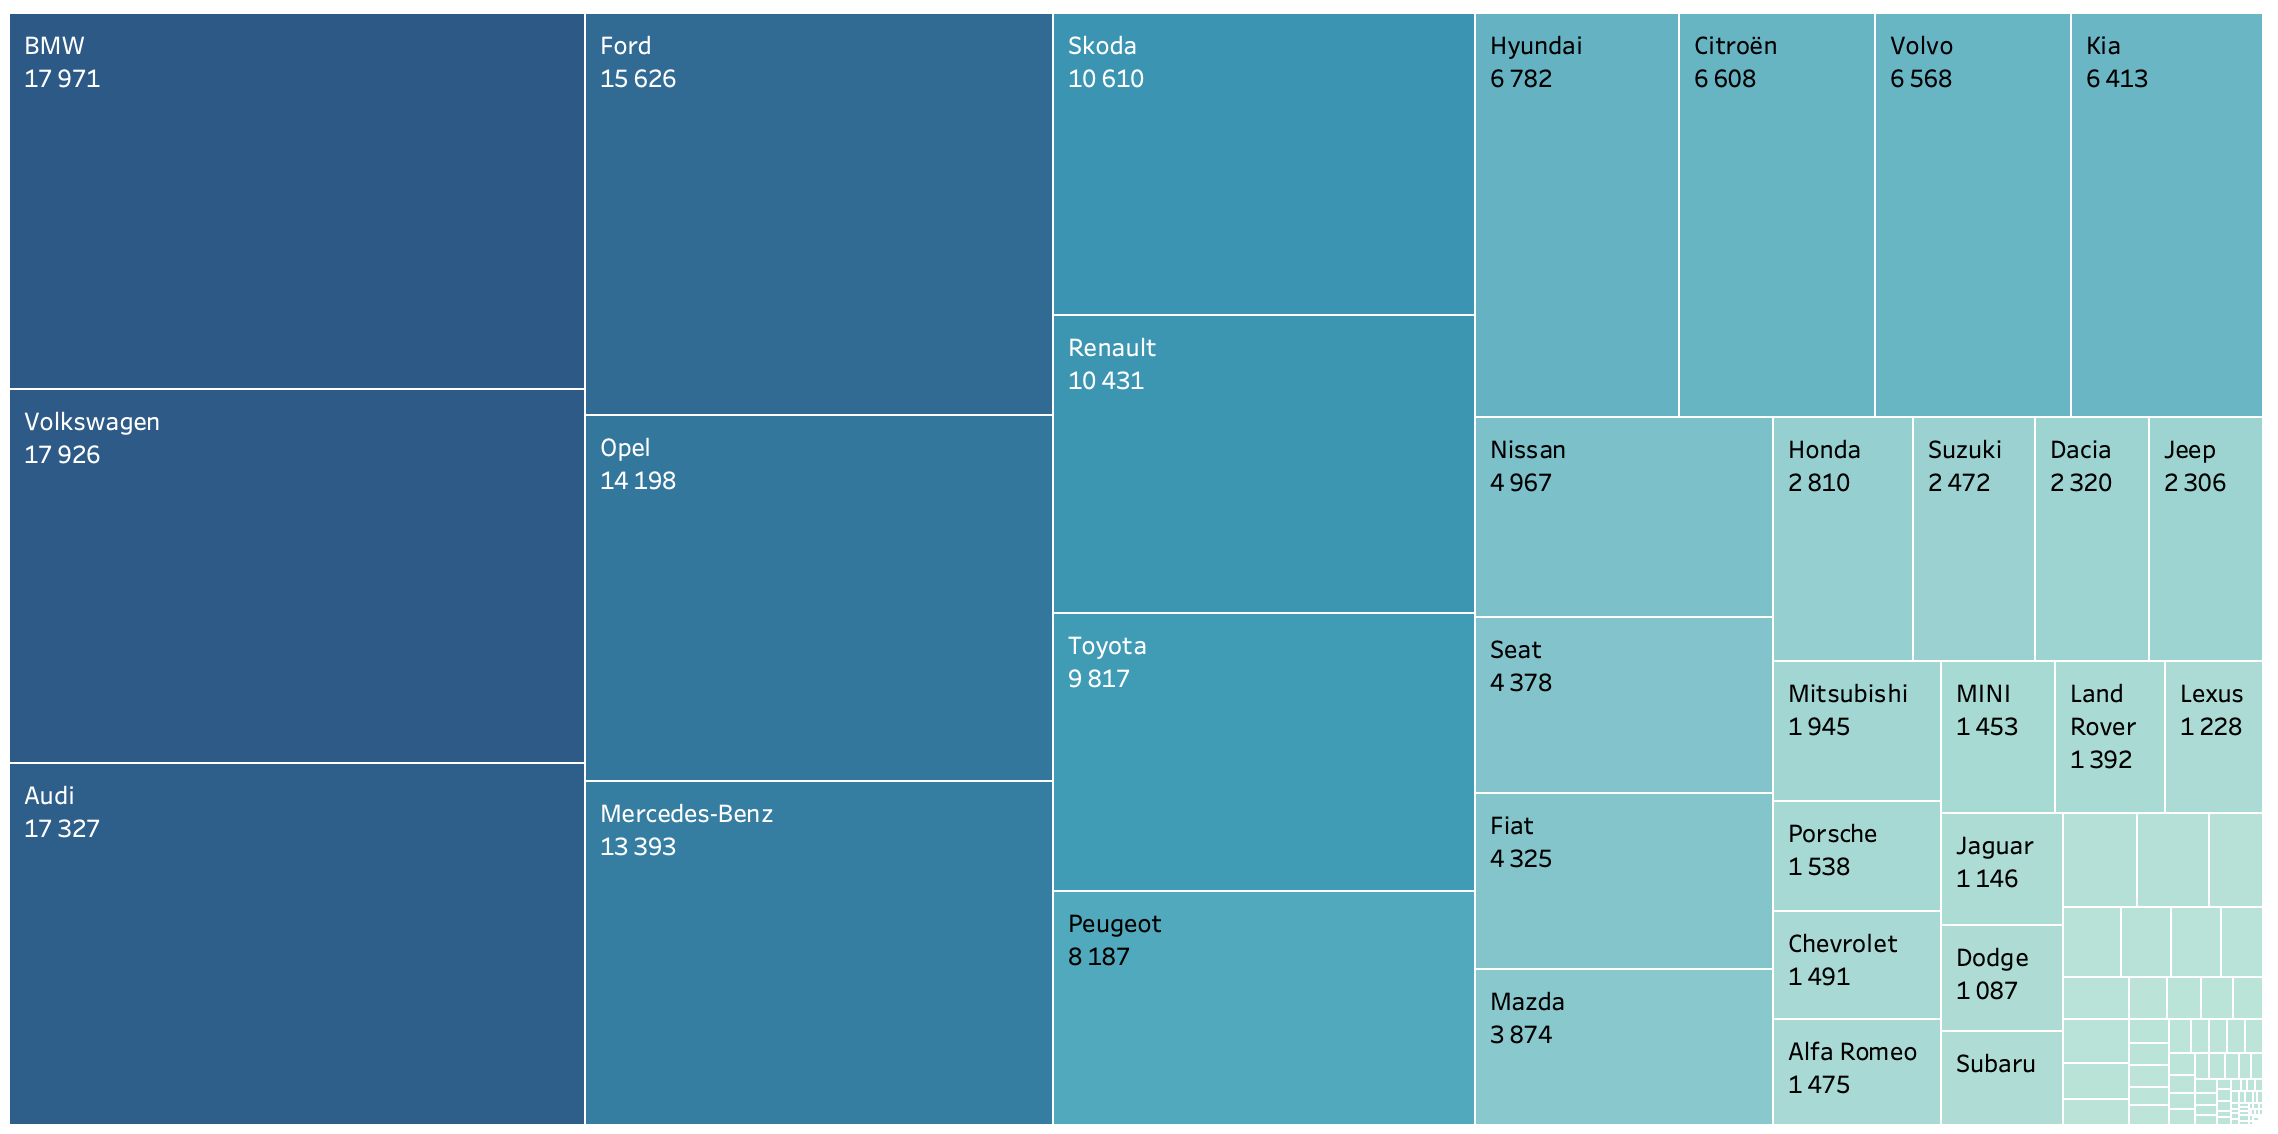 BMW
17 971
Volkswagen
17 926
Audi
17 327
Ford
15 626
Opel
14 198
Mercedes-Benz
13 393
Skoda
10 610
Renault
10 431
Toyota
9 817
Peugeot
8 187
Hyundai
6 782
Citroën
6 608
Volvo
6 568
Kia
6 413
Nissan
4 967
Seat
4 378
Fiat
4 325
Mazda
3 874
Honda
2 810
Suzuki
2 472
Dacia
2 320
Jeep
2 306
Mitsubishi
1 945
Porsche
1 538
Chevrolet
1 491
Alfa Romeo
1 475
MINI
1 453
Land
Rover
1 392
Lexus
1 228
Jaguar
1 146
Dodge
1 087
Subaru